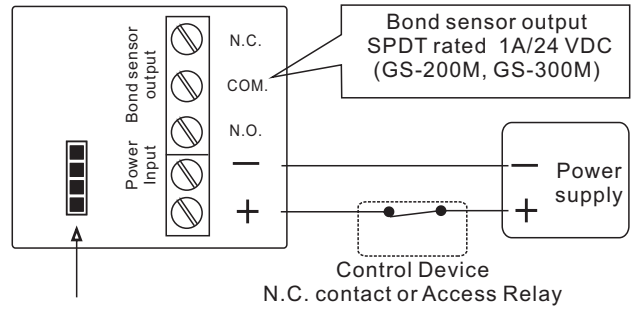 Bond sensor output
SPDT rated 1A/24 VDC
(GS-200M, GS-300M)
Bond sensor
output
N.C.
COM.
N.O.
Power
Input
−
+
−
+
Power
supply
Control Device
N.C. contact or Access Relay